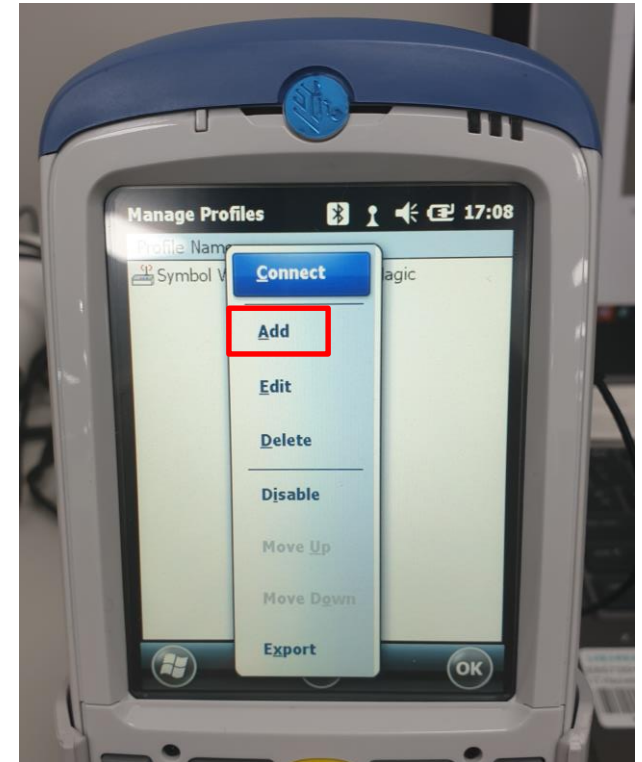 Manage Profiles 17:08
Profile Name
Symbol W agic
Connect
Add
Edit
Delete
Disable
Move Up
Move Down
Export
OK